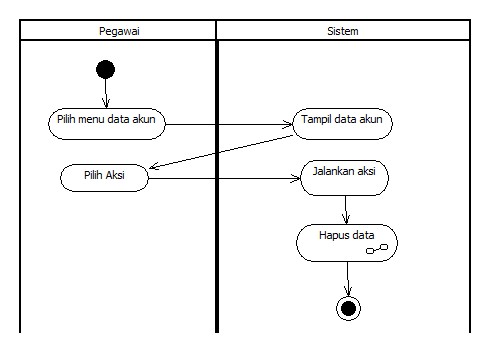 Pegawai
Sistem
Pilih menu data akun
Tampil data akun
Pilih Aksi
Jalankan aksi
Hapus data